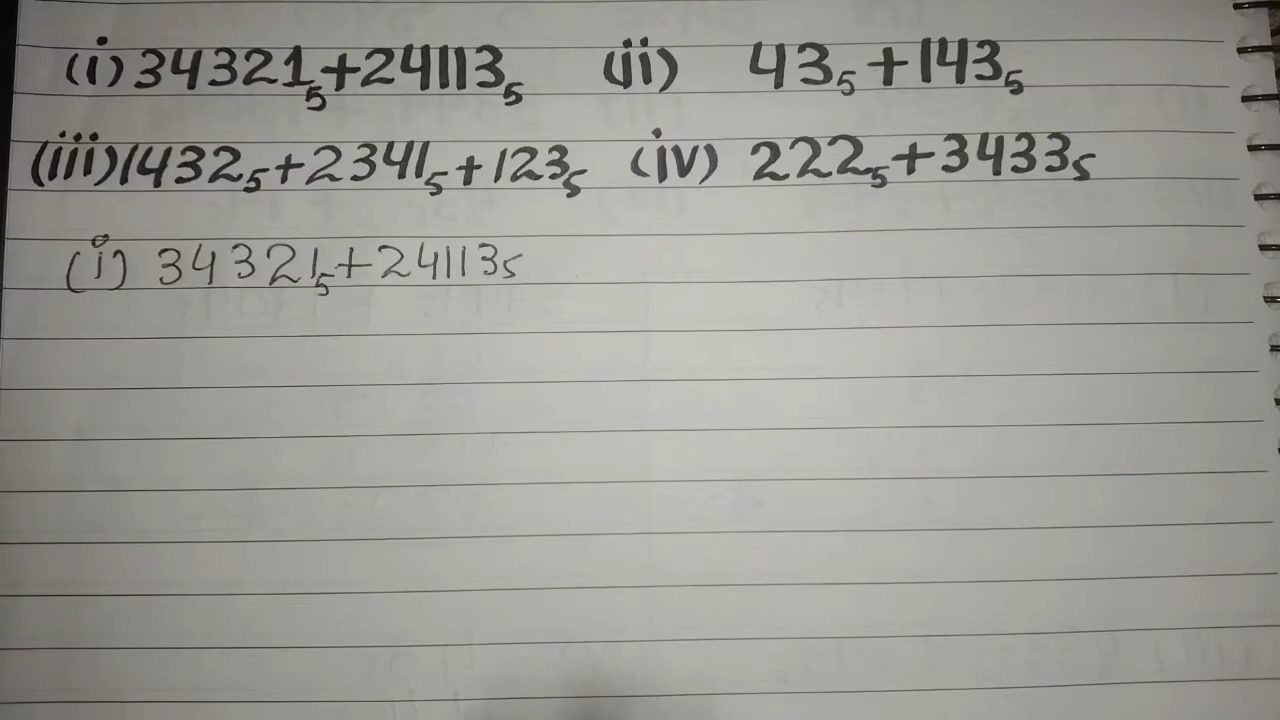 (i) 34321₅+24113₅ (ii) 43₅+143₅
(iii) 1432₅+2341₅+123₅ (iv) 222₅+3433₅
(i) 34321₅+24113₅